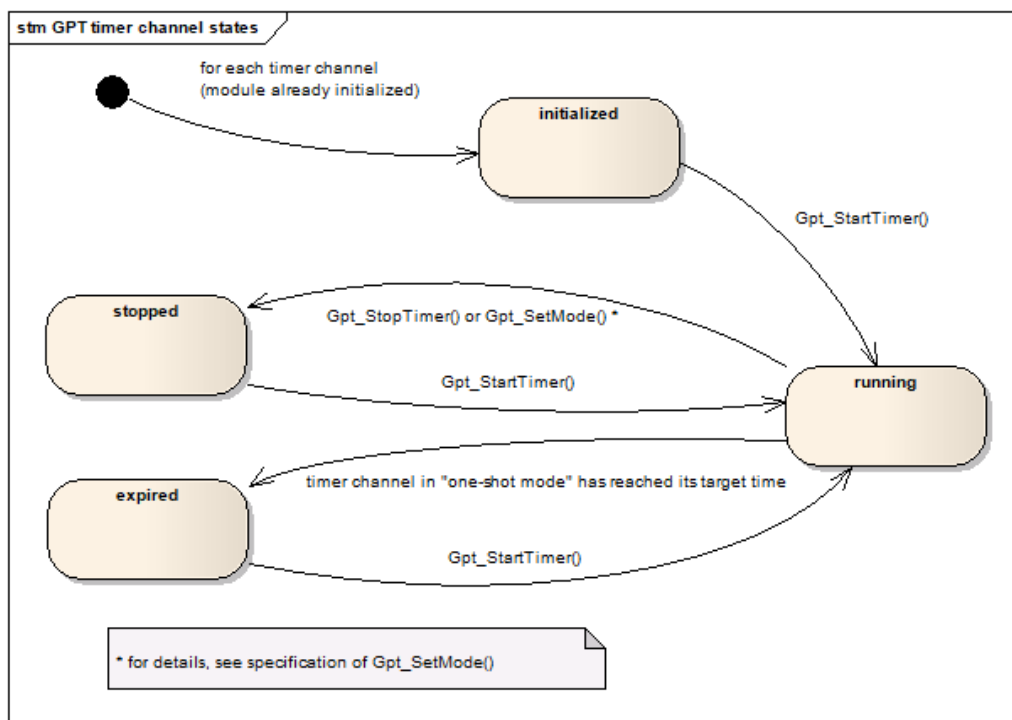 stm GPT timer channel states
for each timer channel
(module already initialized)
initialized
Gpt_StartTimer()
stopped
Gpt_StopTimer() or Gpt_SetMode() *
Gpt_StartTimer()
running
timer channel in "one-shot mode" has reached its target time
expired
Gpt_StartTimer()
* for details, see specification of Gpt_SetMode()